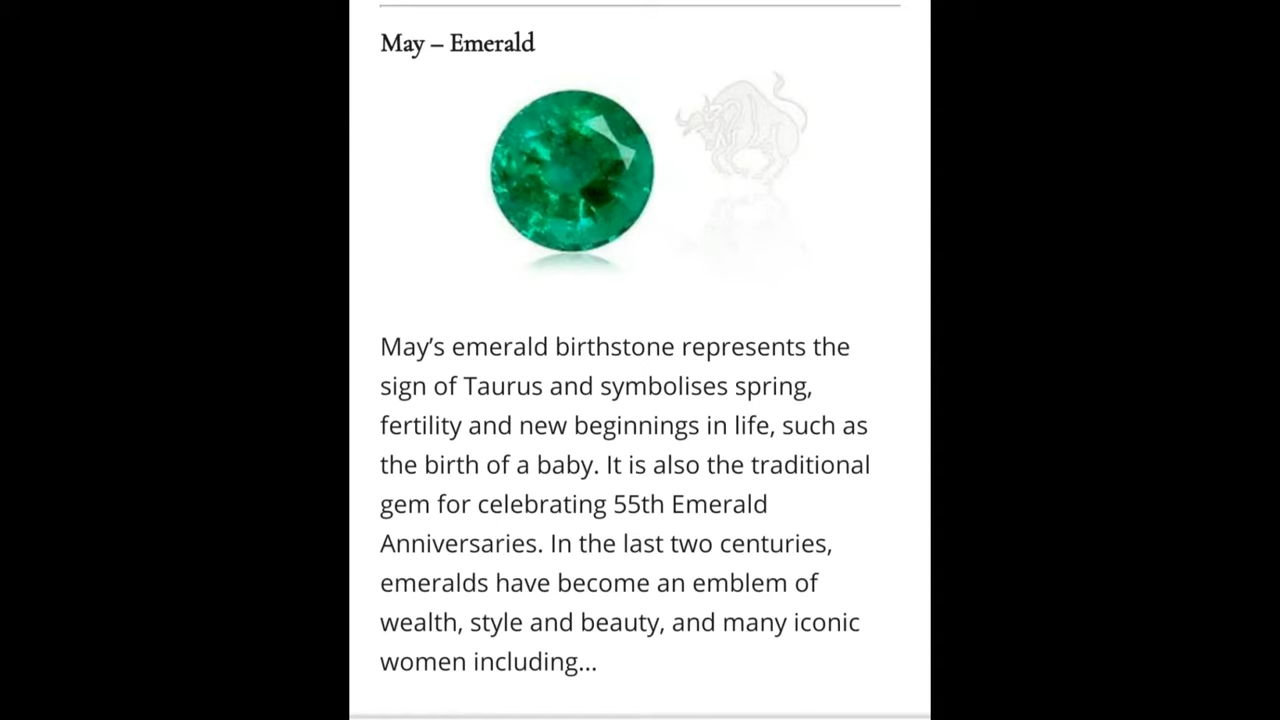 May – Emerald
May’s emerald birthstone represents the
sign of Taurus and symbolises spring,
fertility and new beginnings in life, such as
the birth of a baby. It is also the traditional
gem for celebrating 55th Emerald
Anniversaries. In the last two centuries,
emeralds have become an emblem of
wealth, style and beauty, and many iconic
women including...